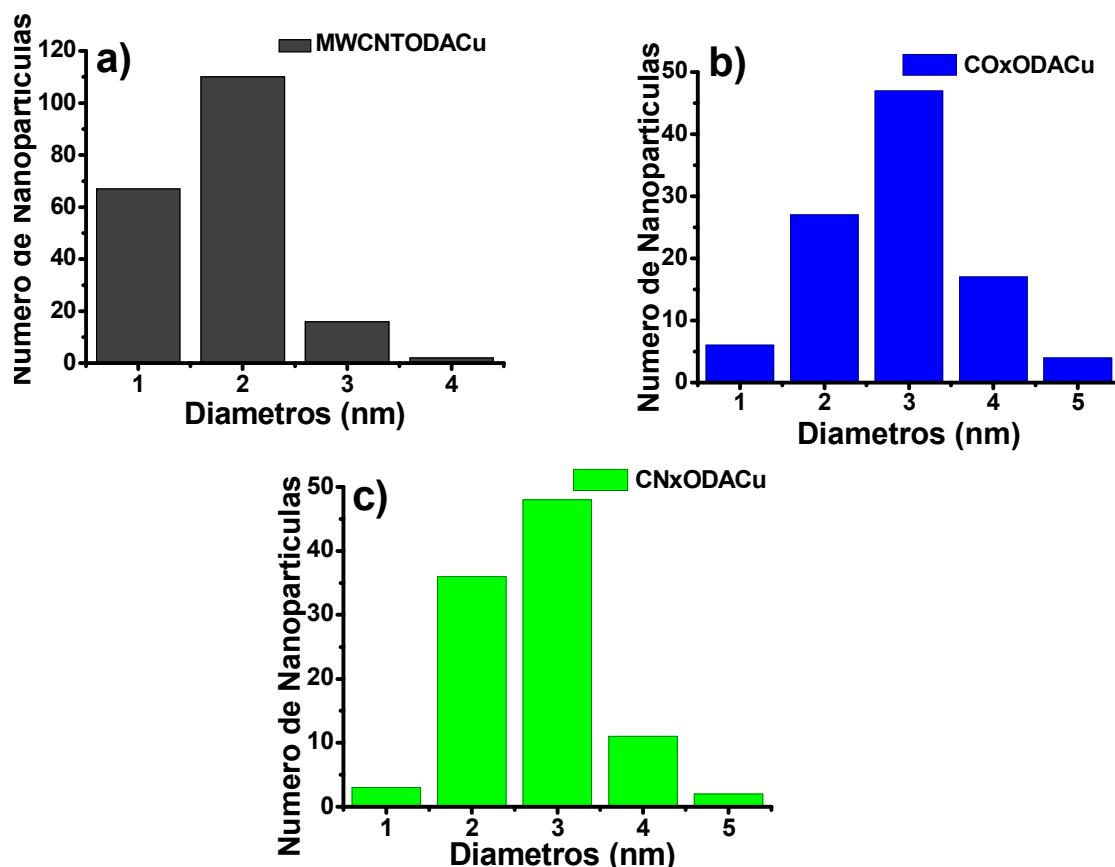 a)
MWCNTODACu
Numero de Nanoparticulas
120
100
80
60
40
20
0
1 2 3 4
Diametros (nm)
b)
COxODACu
Numero de Nanoparticulas
50
40
30
20
10
0
1 2 3 4 5
Diametros (nm)
c)
CNxODACu
Numero de Nanoparticulas
50
40
30
20
10
0
1 2 3 4 5
Diametros (nm)